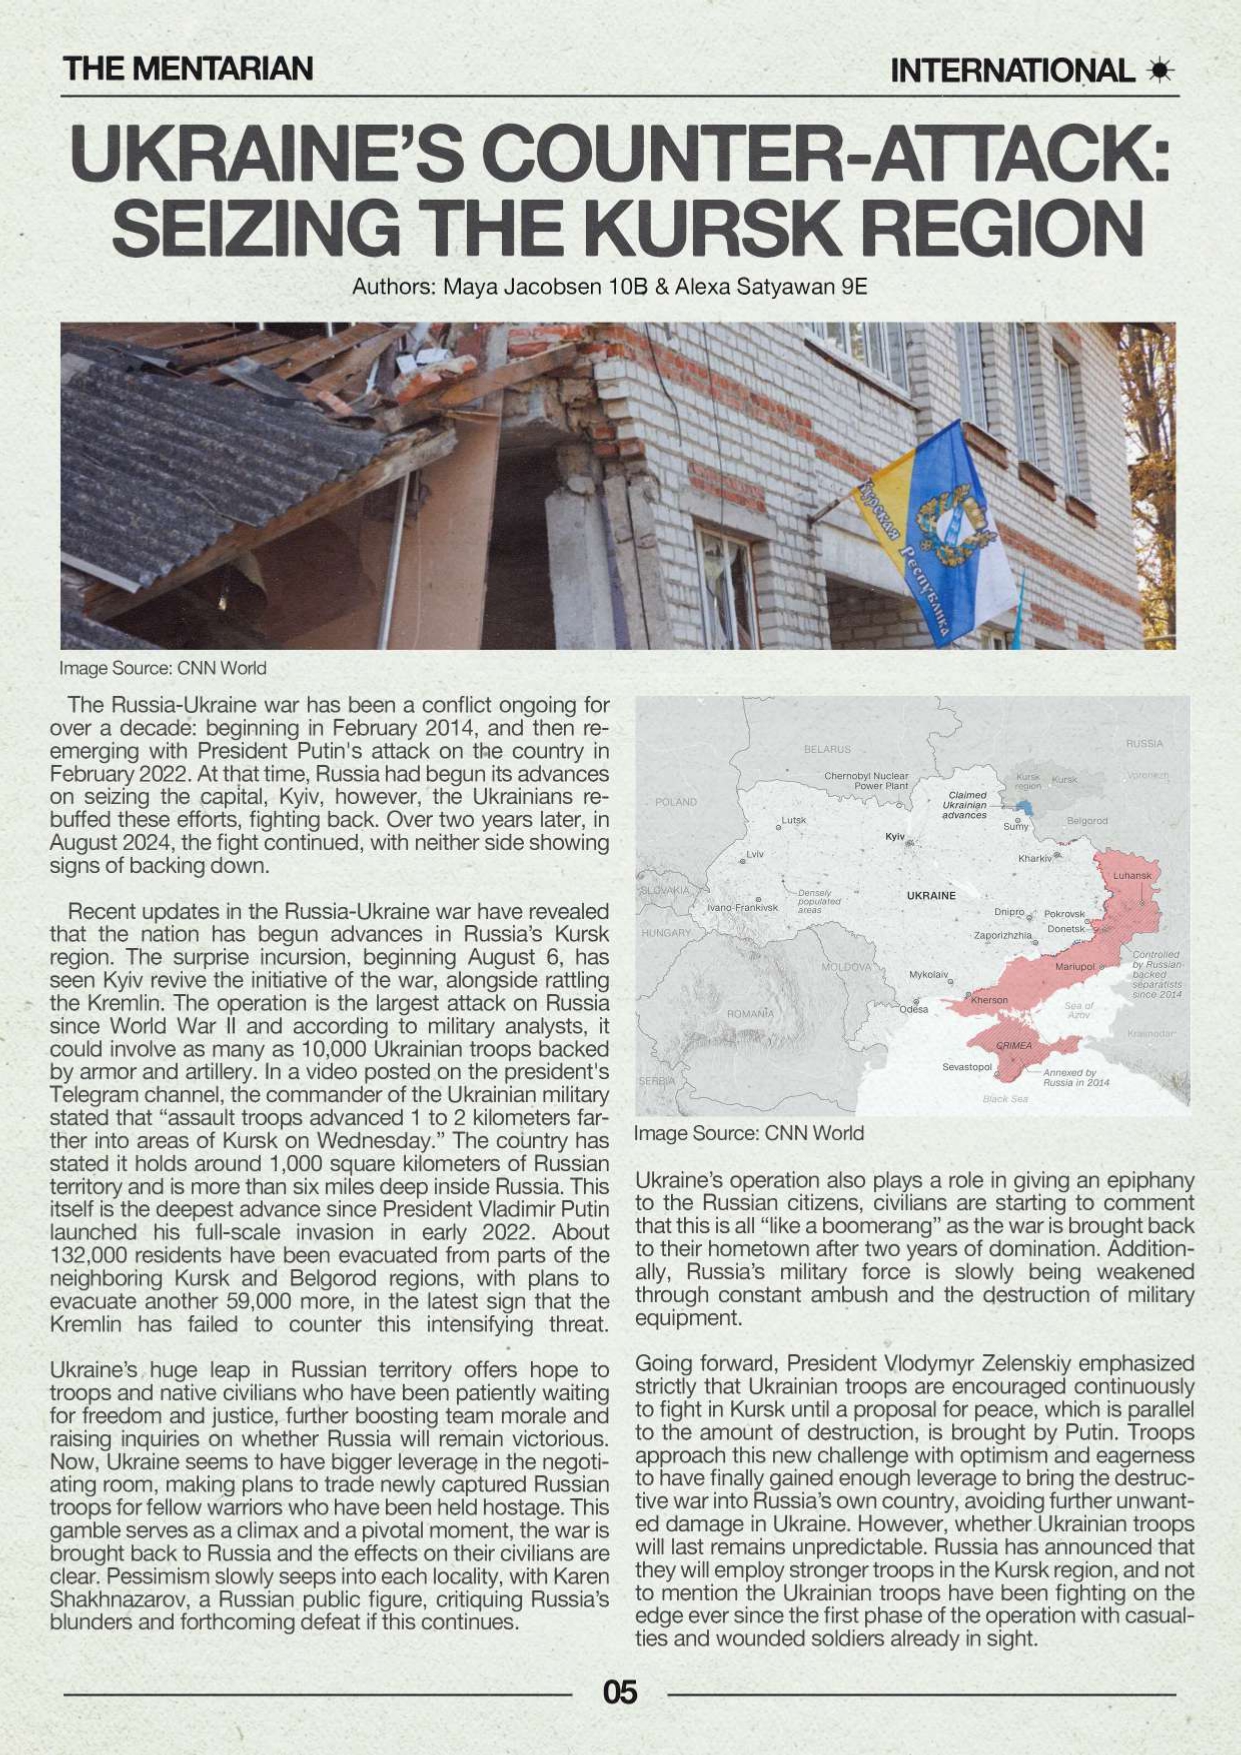 THE MENTARIAN
INTERNATIONAL
UKRAINE'S COUNTER-ATTACK:
SEIZING THE KURSK REGION
Authors: Maya Jacobsen 10B & Alexa Satyawan 9E
Курская Республика
Image Source: CNN World
The Russia-Ukraine war has been a conflict ongoing for
over a decade: beginning in February 2014, and then re-
emerging with President Putin's attack on the country in
February 2022. At that time, Russia had begun its advances
on seizing the capital, Kyiv, however, the Ukrainians re-
buffed these efforts, fighting back. Over two years later, in
August 2024, the fight continued, with neither side showing
signs of backing down.
Recent updates in the Russia-Ukraine war have revealed
that the nation has begun advances in Russia's Kursk
region. The surprise incursion, beginning August 6, has
seen Kyiv revive the initiative of the war, alongside rattling
the Kremlin. The operation is the largest attack on Russia
since World War II and according to military analysts, it
could involve as many as 10,000 Ukrainian troops backed
by armor and artillery. In a video posted on the president's
Telegram channel, the commander of the Ukrainian military
stated that “assault troops advanced 1 to 2 kilometers far-
ther into areas of Kursk on Wednesday.” The country has
stated it holds around 1,000 square kilometers of Russian
territory and is more than six miles deep inside Russia. This
itself is the deepest advance since President Vladimir Putin
launched his full-scale invasion in early 2022. About
132,000 residents have been evacuated from parts of the
neighboring Kursk and Belgorod regions, with plans to
evacuate another 59,000 more, in the latest sign that the
Kremlin has failed to counter this intensifying threat.
Ukraine's huge leap in Russian territory offers hope to
troops and native civilians who have been patiently waiting
for freedom and justice, further boosting team morale and
raising inquiries on whether Russia will remain victorious.
Now, Ukraine seems to have bigger leverage in the negoti-
ating room, making plans to trade newly captured Russian
troops for fellow warriors who have been held hostage. This
gamble serves as a climax and a pivotal moment, the war is
brought back to Russia and the effects on their civilians are
clear. Pessimism slowly seeps into each locality, with Karen
Shakhnazarov, a Russian public figure, critiquing Russia's
blunders and forthcoming defeat if this continues.
BELARUS
RUSSIA
Chernobyl Nuclear
Power Plant
Kursk
region
Kursk
Voronezh
POLAND
Claimed
Ukrainian
advances
Lutsk
Sumy
Belgorod
Kyiv
Lviv
Kharkiv
Luhansk
SLOVAKIA
Densely
populated
areas
UKRAINE
Ivano-Frankivsk
Dnipro
Pokrovsk
HUNGARY
Donetsk
Zaporizhzhia
Controlled
by Russian-
backed
separatists
since 2014
MOLDOVA
Mykolaiv
Mariupol
Kherson
Odesa
Sea of
Azov
ROMANIA
Krasnodar
CRIMEA
Sevastopol
Annexed by
Russia in 2014
SERBIA
Black Sea
Image Source: CNN World
Ukraine's operation also plays a role in giving an epiphany
to the Russian citizens, civilians are starting to comment
that this is all “like a boomerang” as the war is brought back
to their hometown after two years of domination. Addition-
ally, Russia's military force is slowly being weakened
through constant ambush and the destruction of military
equipment.
Going forward, President Vlodymyr Zelenskiy emphasized
strictly that Ukrainian troops are encouraged continuously
to fight in Kursk until a proposal for peace, which is parallel
to the amount of destruction, is brought by Putin. Troops
approach this new challenge with optimism and eagerness
to have finally gained enough leverage to bring the destruc-
tive war into Russia's own country, avoiding further unwant-
ed damage in Ukraine. However, whether Ukrainian troops
will last remains unpredictable. Russia has announced that
they will employ stronger troops in the Kursk region, and not
to mention the Ukrainian troops have been fighting on the
edge ever since the first phase of the operation with casual-
ties and wounded soldiers already in sight.
05